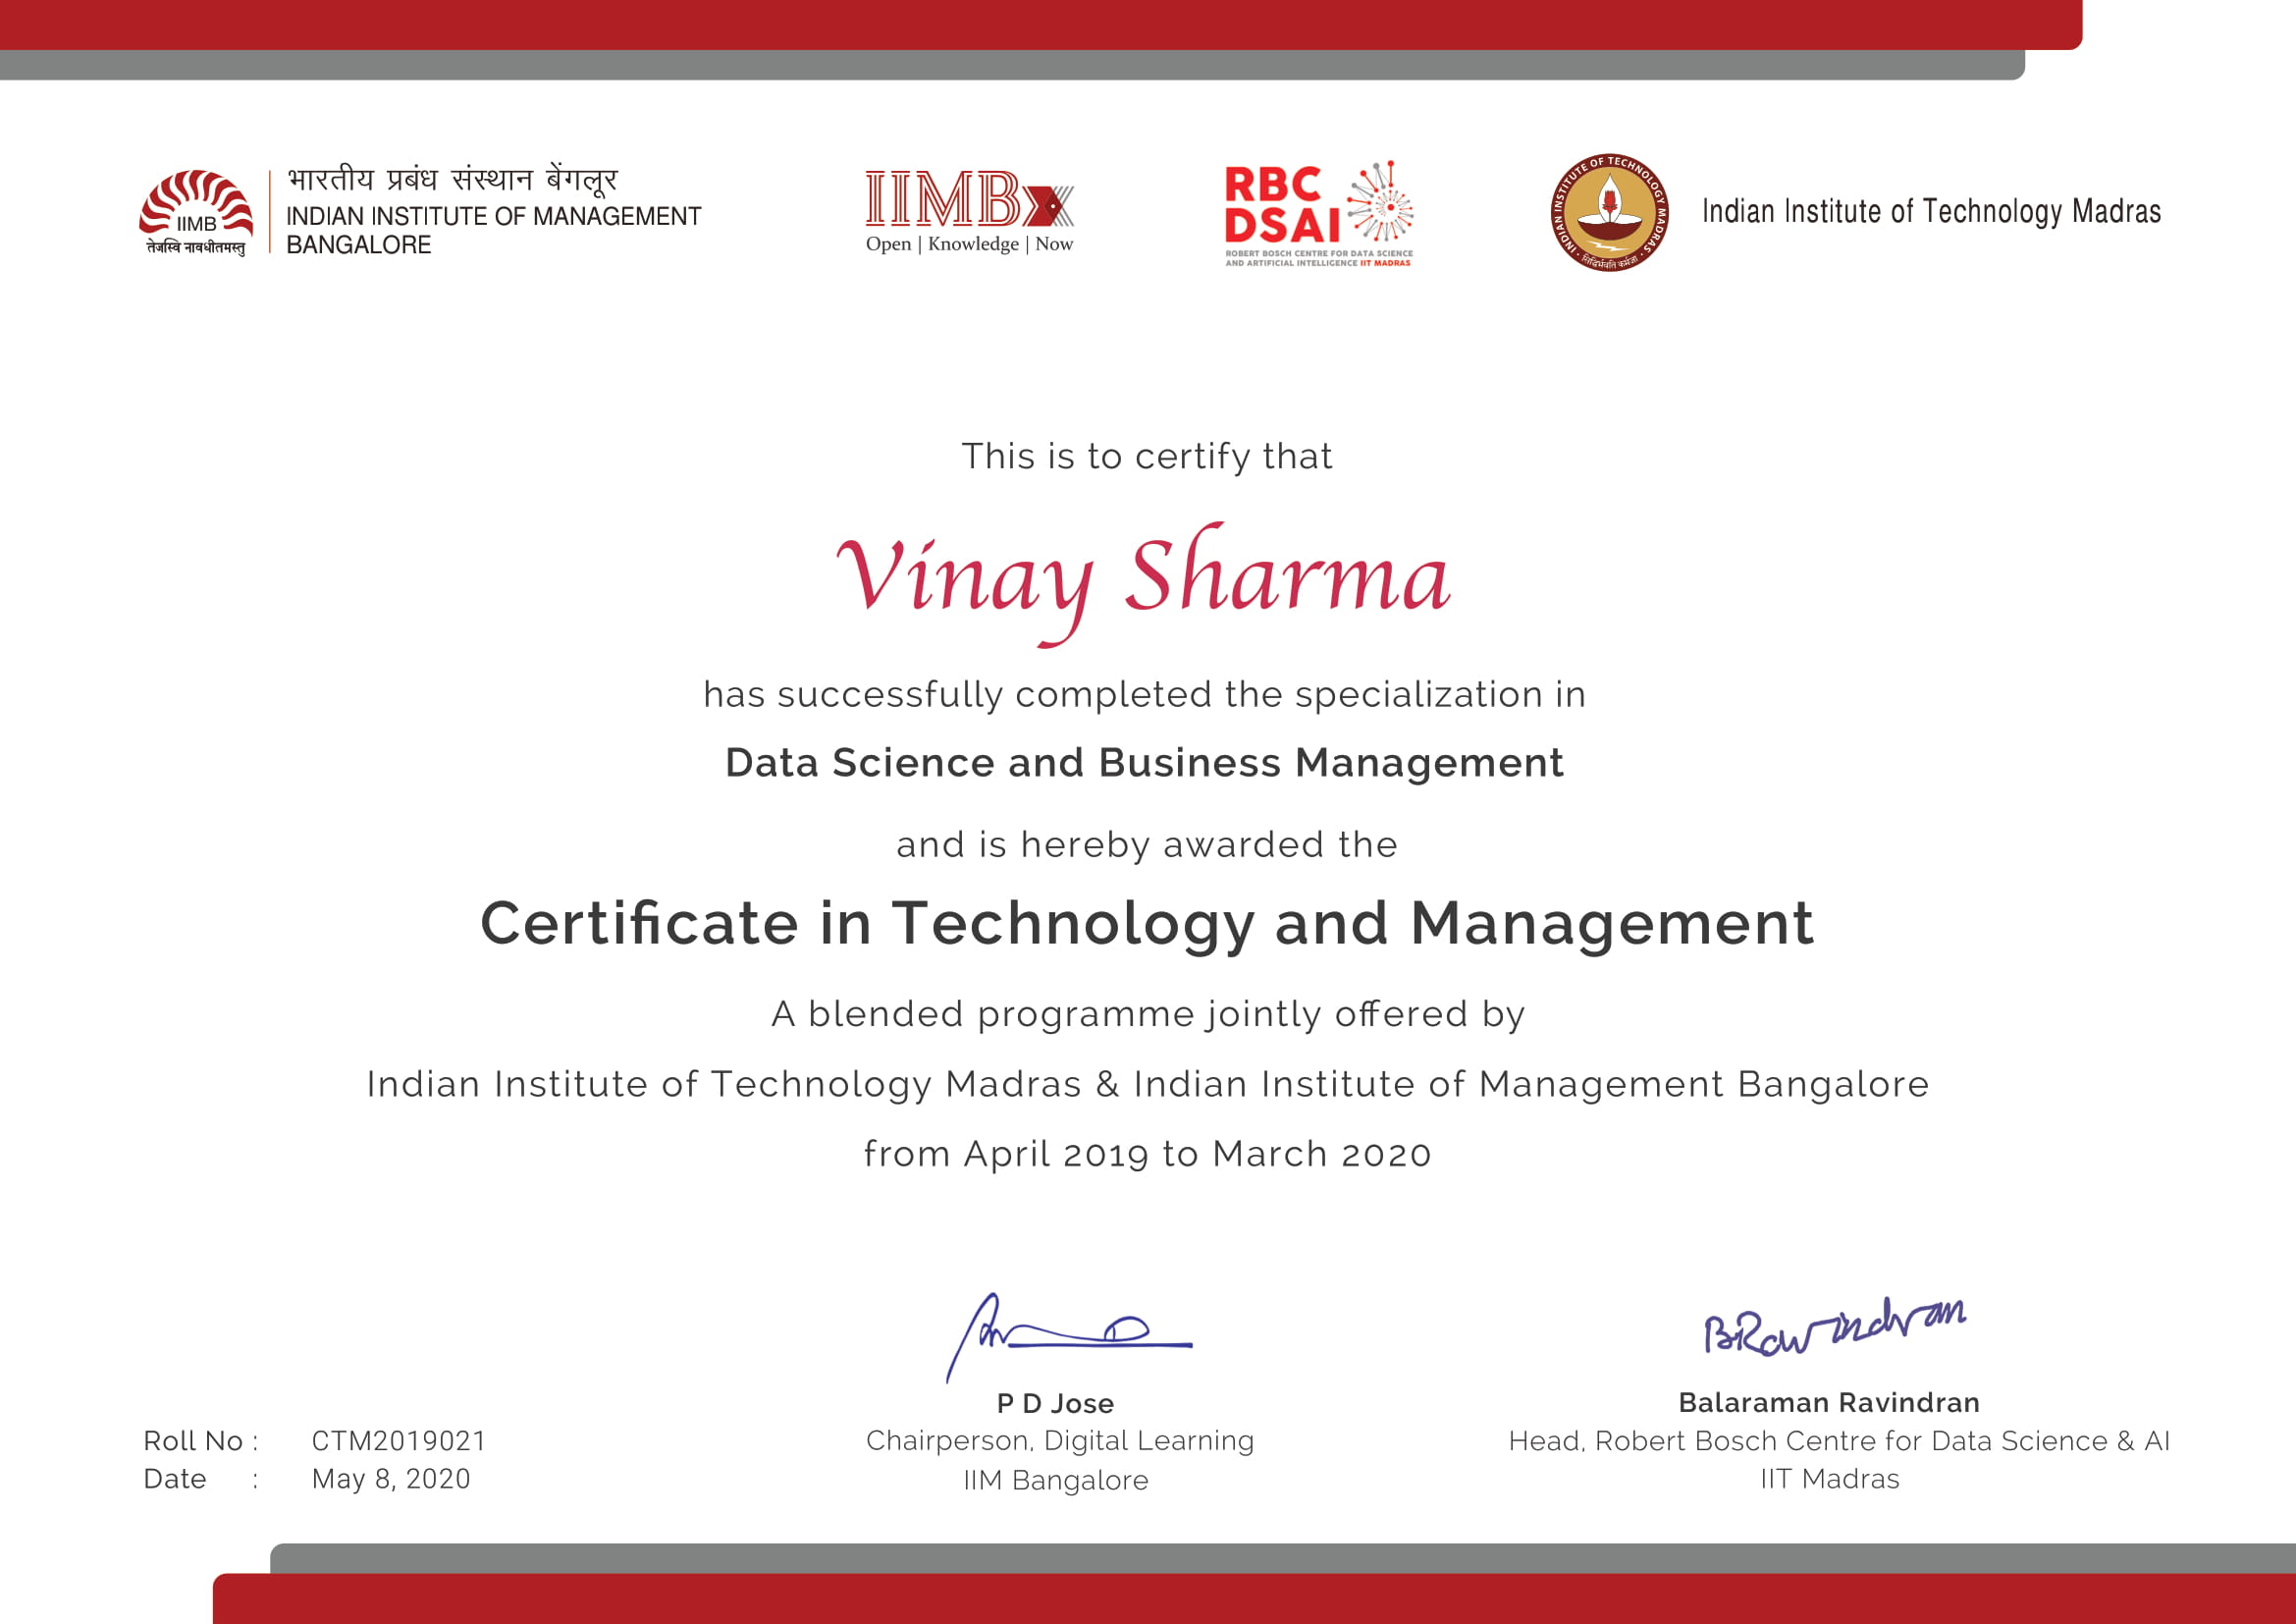 भारतीय प्रबंध संस्थान बेंगलूर
INDIAN INSTITUTE OF MANAGEMENT
BANGALORE
IIMB
तेजस्वि नावधीतमस्तु
IIMBx
Open | Knowledge | Now
RBC
DSAI
ROBERT BOSCH CENTRE FOR DATA SCIENCE
AND ARTIFICIAL INTELLIGENCE IIT MADRAS
INDIAN INSTITUTE OF TECHNOLOGY MADRAS
सिद्धिर्भवति कर्मजा
Indian Institute of Technology Madras
This is to certify that
Vinay Sharma
has successfully completed the specialization in
Data Science and Business Management
and is hereby awarded the
Certificate in Technology and Management
A blended programme jointly offered by
Indian Institute of Technology Madras & Indian Institute of Management Bangalore
from April 2019 to March 2020
BRavindran
P D Jose
Chairperson, Digital Learning
IIM Bangalore
Balaraman Ravindran
Head, Robert Bosch Centre for Data Science & AI
IIT Madras
Roll No : CTM2019021
Date : May 8, 2020